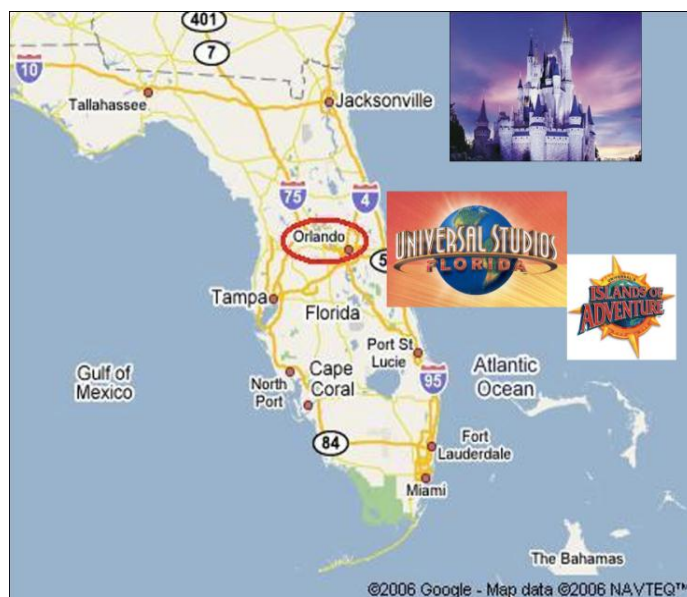 401
7
10
Tallahassee
Jacksonville
75
4
Orlando
UNIVERSAL STUDIOS
FLORIDA
5
ISLANDS OF
ADVENTURE
Tampa
Florida
Port St
Lucie
Gulf of
Mexico
North
Port
Cape
Coral
95
Atlantic
Ocean
84
Fort
Lauderdale
Miami
The Bahamas
©2006 Google - Map data ©2006 NAVTEQ™